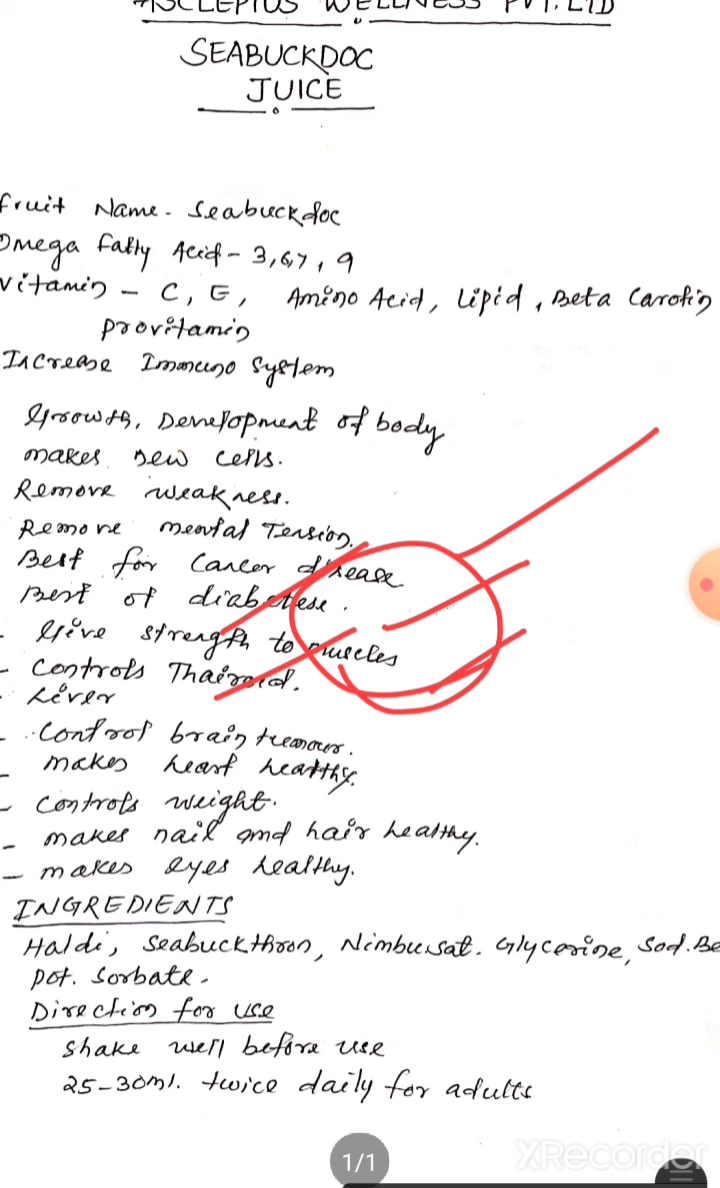 ASCLEPIUS WELLNESS PVT. LTD
SEABUCKDOC
JUICE
Fruit Name - Seabuckdoc
Omega Fatty Acid - 3,6,7,9
Vitamin - C, E, Amino Acid, Lipid, Beta Carotin
Provitamin
Increase Immuno System
Growth, Development of body
makes new cells.
Remove weakness.
Remove mental Tension.
Best for Cancer disease
Best of diabetese.
- Give strength to muscles
- Controls Thairoid.
- Liver
- Control brain tumour.
- makes heart healthy.
- Controls weight.
- makes nail and hair healthy.
- makes eyes healthy.
INGREDIENTS
Haldi, Seabuckthron, Nimbu sat. Glycerine, Sod. Be
Pot. Sorbate.
Direction for use
Shake well before use
25-30ml. twice daily for adults
1/1
XRecorder